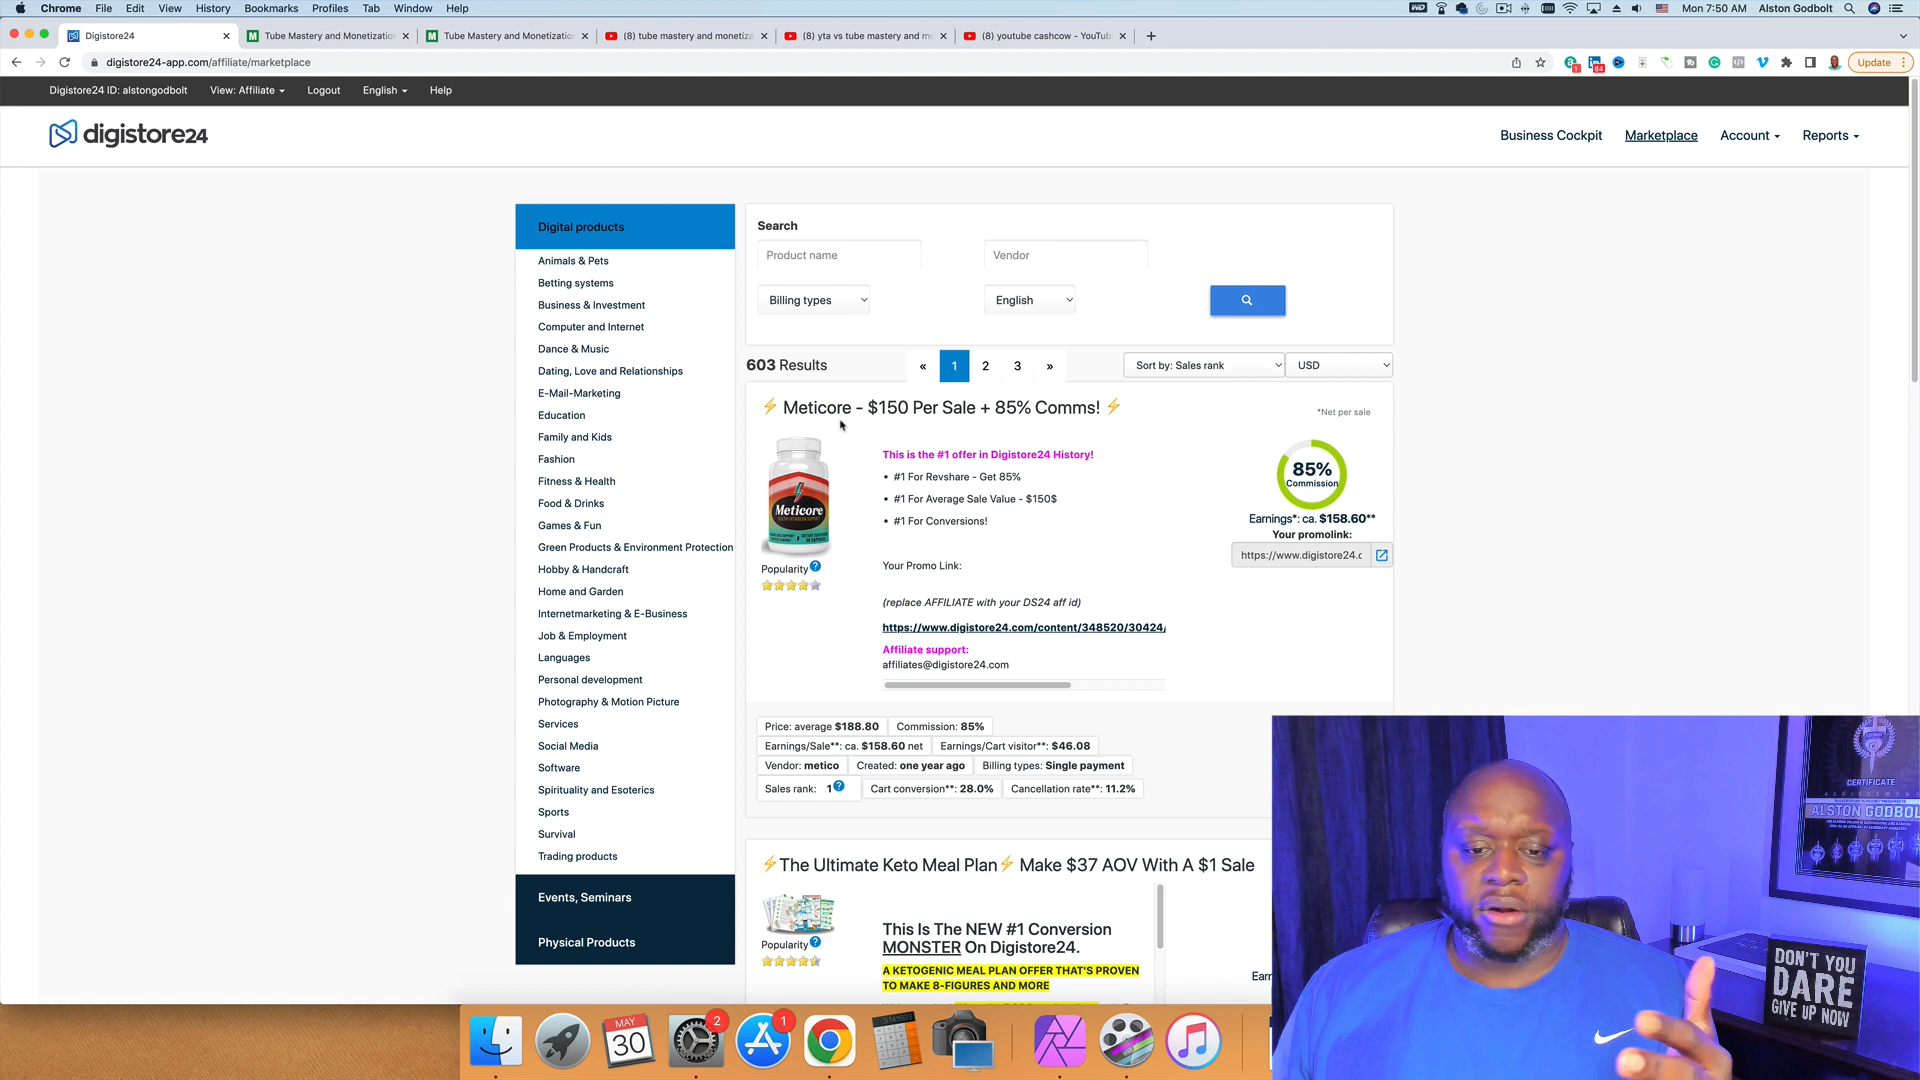 Chrome File Edit View History Bookmarks Profiles Tab Window Help
Mon 7:50 AM Alston Godbolt
Digistore24
Tube Mastery and Monetizatio
Tube Mastery and Monetizatio
(8) tube mastery and monetiza
(8) yta vs tube mastery and mo
(8) youtube cashcow - YouTub
digistore24-app.com/affiliate/marketplace
Update
Digistore24 ID: alstongodbolt View: Affiliate Logout English Help
digistore24
Business Cockpit Marketplace Account Reports
Digital products
Animals & Pets
Betting systems
Business & Investment
Computer and Internet
Dance & Music
Dating, Love and Relationships
E-Mail-Marketing
Education
Family and Kids
Fashion
Fitness & Health
Food & Drinks
Games & Fun
Green Products & Environment Protection
Hobby & Handcraft
Home and Garden
Internetmarketing & E-Business
Job & Employment
Languages
Personal development
Photography & Motion Picture
Services
Social Media
Software
Spirituality and Esoterics
Sports
Survival
Trading products
Events, Seminars
Physical Products
Search
Product name Vendor
Billing types English
603 Results « 1 2 3 » Sort by: Sales rank USD
⚡ Meticore - $150 Per Sale + 85% Comms! ⚡
*Net per sale
This is the #1 offer in Digistore24 History!
• #1 For Revshare - Get 85%
• #1 For Average Sale Value - $150$
• #1 For Conversions!
Meticore
Popularity ?
Your Promo Link:
(replace AFFILIATE with your DS24 aff id)
https://www.digistore24.com/content/348520/30424/
Affiliate support:
affiliates@digistore24.com
85%
Commission
Earnings*: ca. $158.60**
Your promolink:
https://www.digistore24.c
Price: average $188.80 Commission: 85%
Earnings/Sale**: ca. $158.60 net Earnings/Cart visitor**: $46.08
Vendor: metico Created: one year ago Billing types: Single payment
Sales rank: 1 ? Cart conversion**: 28.0% Cancellation rate**: 11.2%
⚡The Ultimate Keto Meal Plan⚡ Make $37 AOV With A $1 Sale
Popularity ?
This Is The NEW #1 Conversion
MONSTER On Digistore24.
A KETOGENIC MEAL PLAN OFFER THAT'S PROVEN
TO MAKE 8-FIGURES AND MORE
Earn
CERTIFICATE
ALSTON GODBOL
DON'T YOU
DARE
GIVE UP NOW
MAY
30
2
1